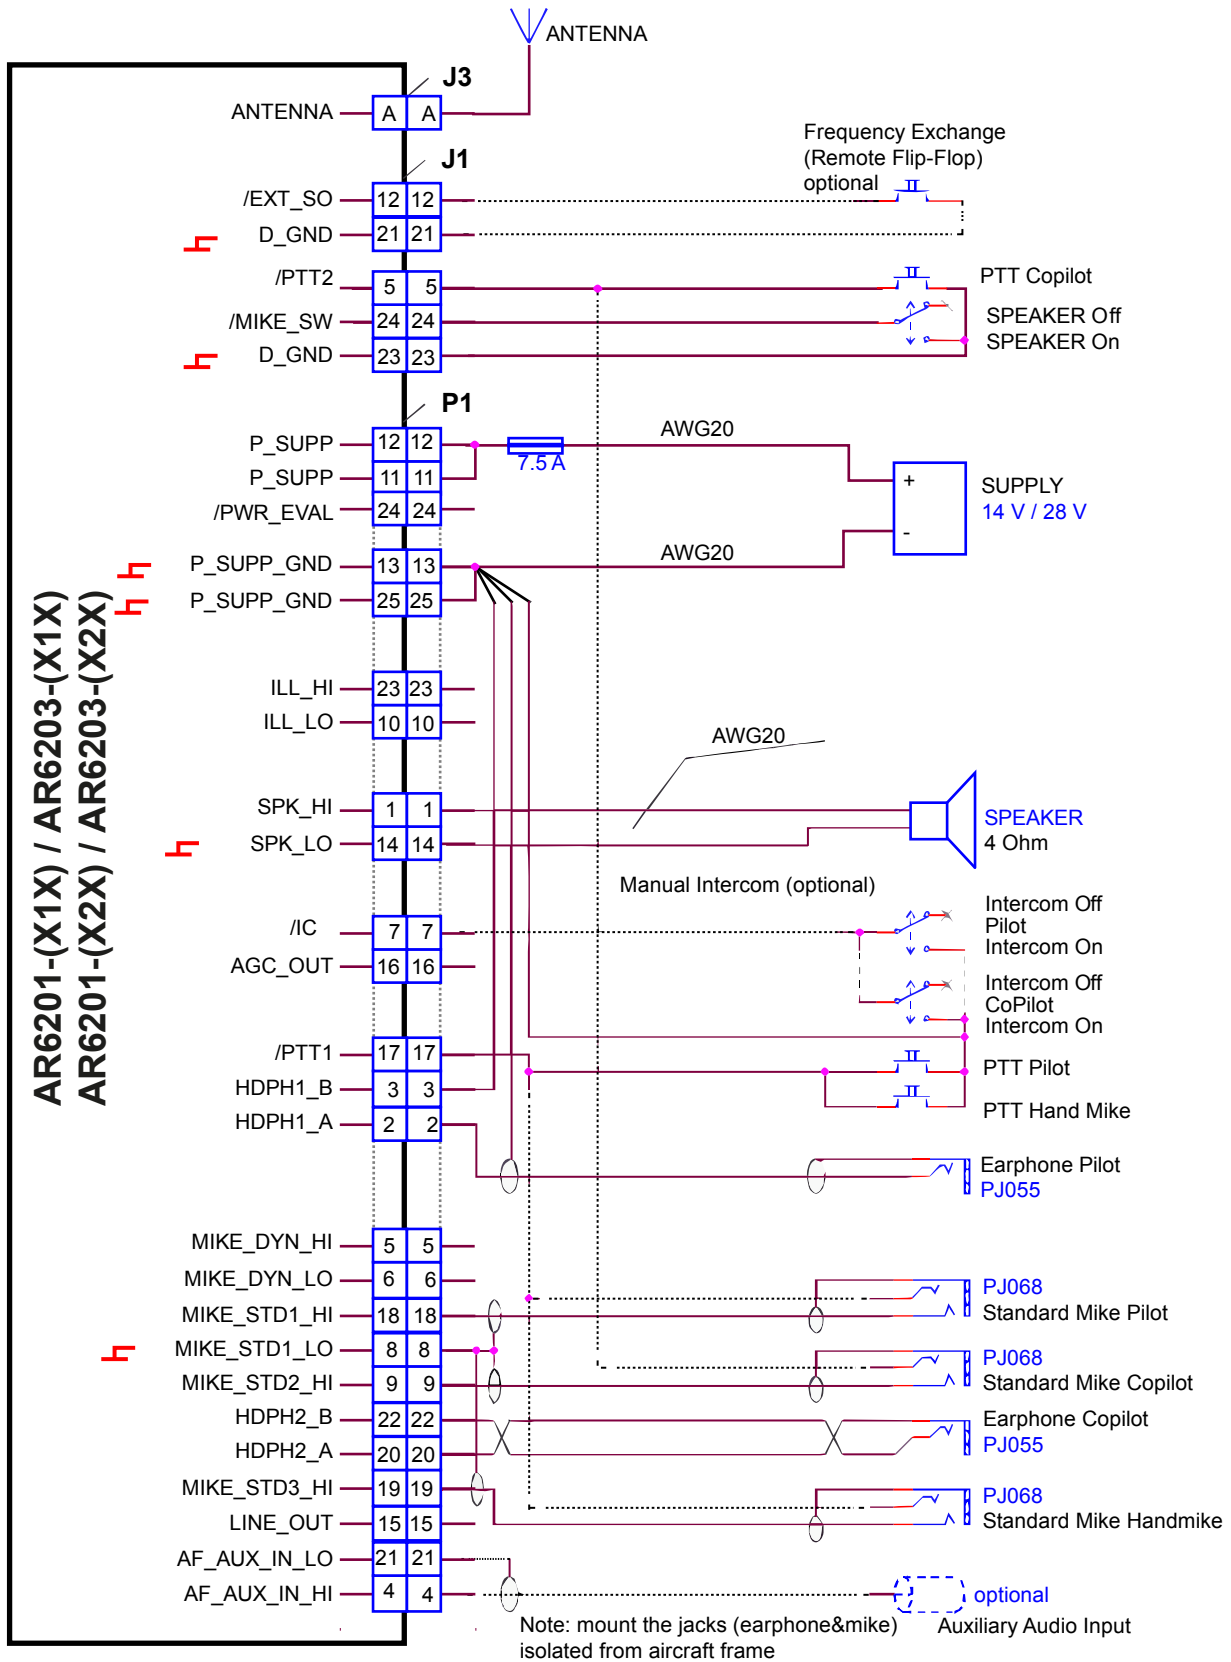 ANTENNA
J3
ANTENNA A A
Frequency Exchange
(Remote Flip-Flop)
optional
J1
/EXT_SO 12 12
D_GND 21 21
/PTT2 5 5
PTT Copilot
/MIKE_SW 24 24
SPEAKER Off
SPEAKER On
D_GND 23 23
P1
P_SUPP 12 12
AWG20
7.5 A
P_SUPP 11 11
+
-
SUPPLY
14 V / 28 V
/PWR_EVAL 24 24
P_SUPP_GND 13 13
AWG20
P_SUPP_GND 25 25
AR6201-(X1X) / AR6203-(X1X)
AR6201-(X2X) / AR6203-(X2X)
ILL_HI 23 23
ILL_LO 10 10
AWG20
SPK_HI 1 1
SPEAKER
4 Ohm
SPK_LO 14 14
Manual Intercom (optional)
Intercom Off
Pilot
Intercom On
/IC 7 7
AGC_OUT 16 16
Intercom Off
CoPilot
Intercom On
/PTT1 17 17
PTT Pilot
HDPH1_B 3 3
PTT Hand Mike
HDPH1_A 2 2
Earphone Pilot
PJ055
MIKE_DYN_HI 5 5
MIKE_DYN_LO 6 6
PJ068
Standard Mike Pilot
MIKE_STD1_HI 18 18
MIKE_STD1_LO 8 8
PJ068
Standard Mike Copilot
MIKE_STD2_HI 9 9
HDPH2_B 22 22
Earphone Copilot
PJ055
HDPH2_A 20 20
MIKE_STD3_HI 19 19
PJ068
Standard Mike Handmike
LINE_OUT 15 15
AF_AUX_IN_LO 21 21
AF_AUX_IN_HI 4 4
optional
Auxiliary Audio Input
Note: mount the jacks (earphone&mike)
isolated from aircraft frame